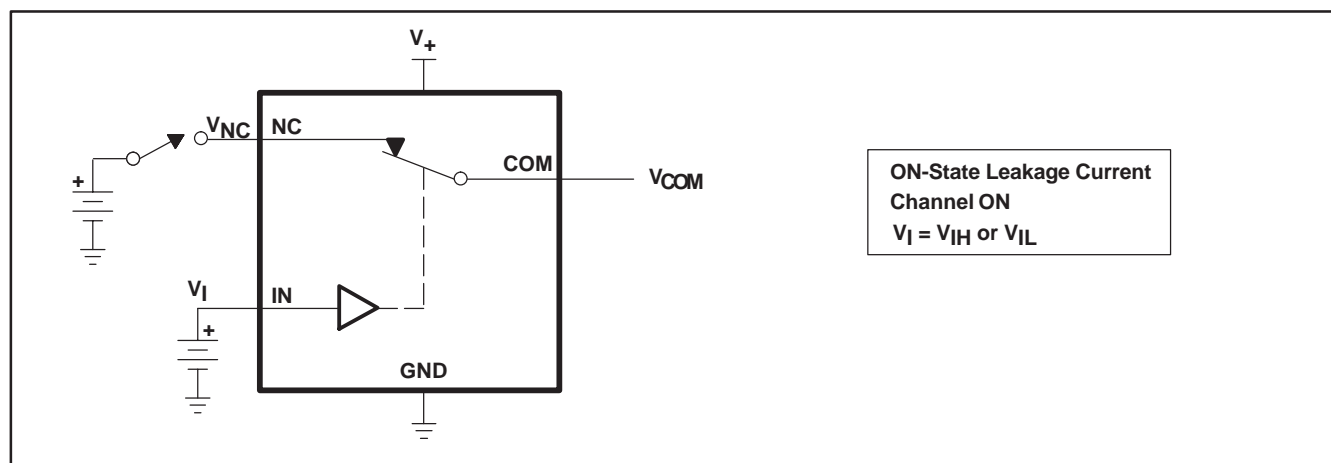 V+
VNC NC
COM
VCOM
+
VI
IN
+
GND
ON-State Leakage Current
Channel ON
VI = VIH or VIL